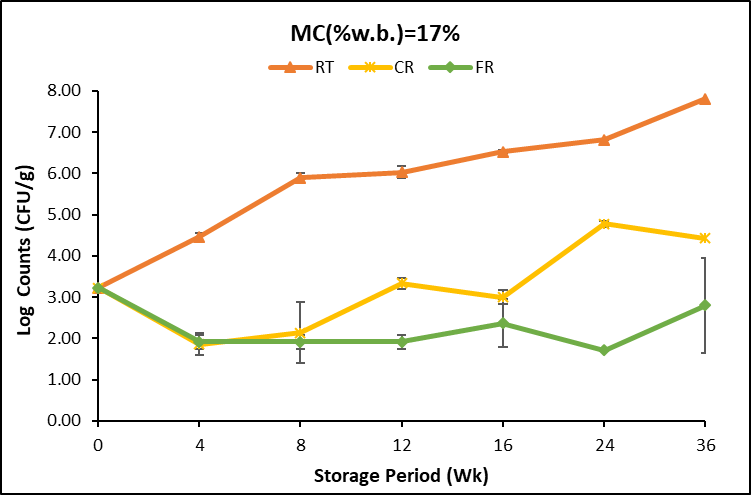 MC(%w.b.)=17%
RT CR FR
8.00
7.00
6.00
5.00
4.00
3.00
2.00
1.00
0.00
Log Counts (CFU/g)
0 4 8 12 16 24 36
Storage Period (Wk)